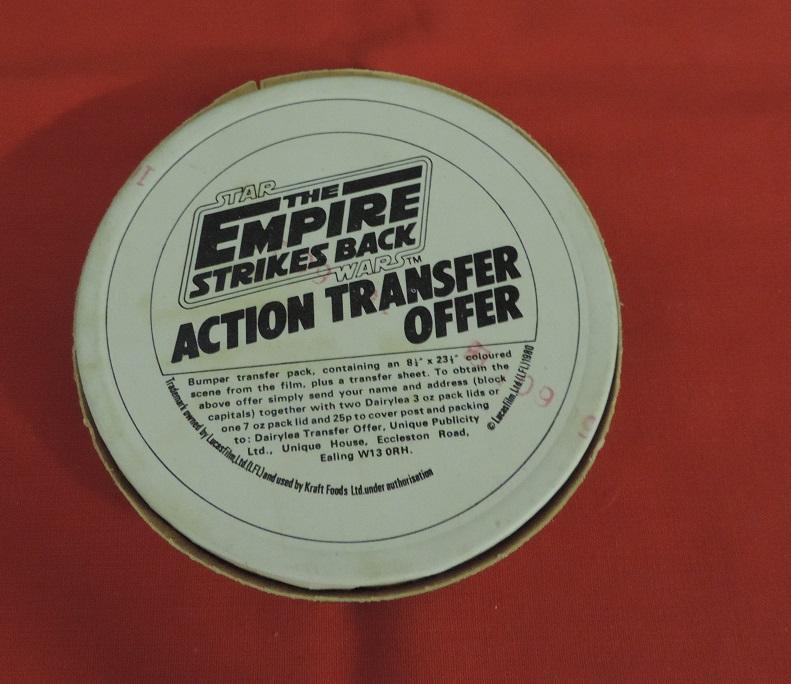 STAR
THE
EMPIRE
STRIKES BACK
WARS™
ACTION TRANSFER
OFFER
Bumper transfer pack, containing an 8½" x 23½" coloured
scene from the film, plus a transfer sheet. To obtain the
above offer simply send your name and address (block
capitals) together with two Dairylea 3 oz pack lids or
one 7 oz pack lid and 25p to cover post and packing
to: Dairylea Transfer Offer, Unique Publicity
Ltd., Unique House, Eccleston Road,
Ealing W13 0RH.
Trademark owned by Lucasfilm,Ltd.(LFL)and used by Kraft Foods Ltd.under authorisation
© Lucasfilm,Ltd.(LFL)1980